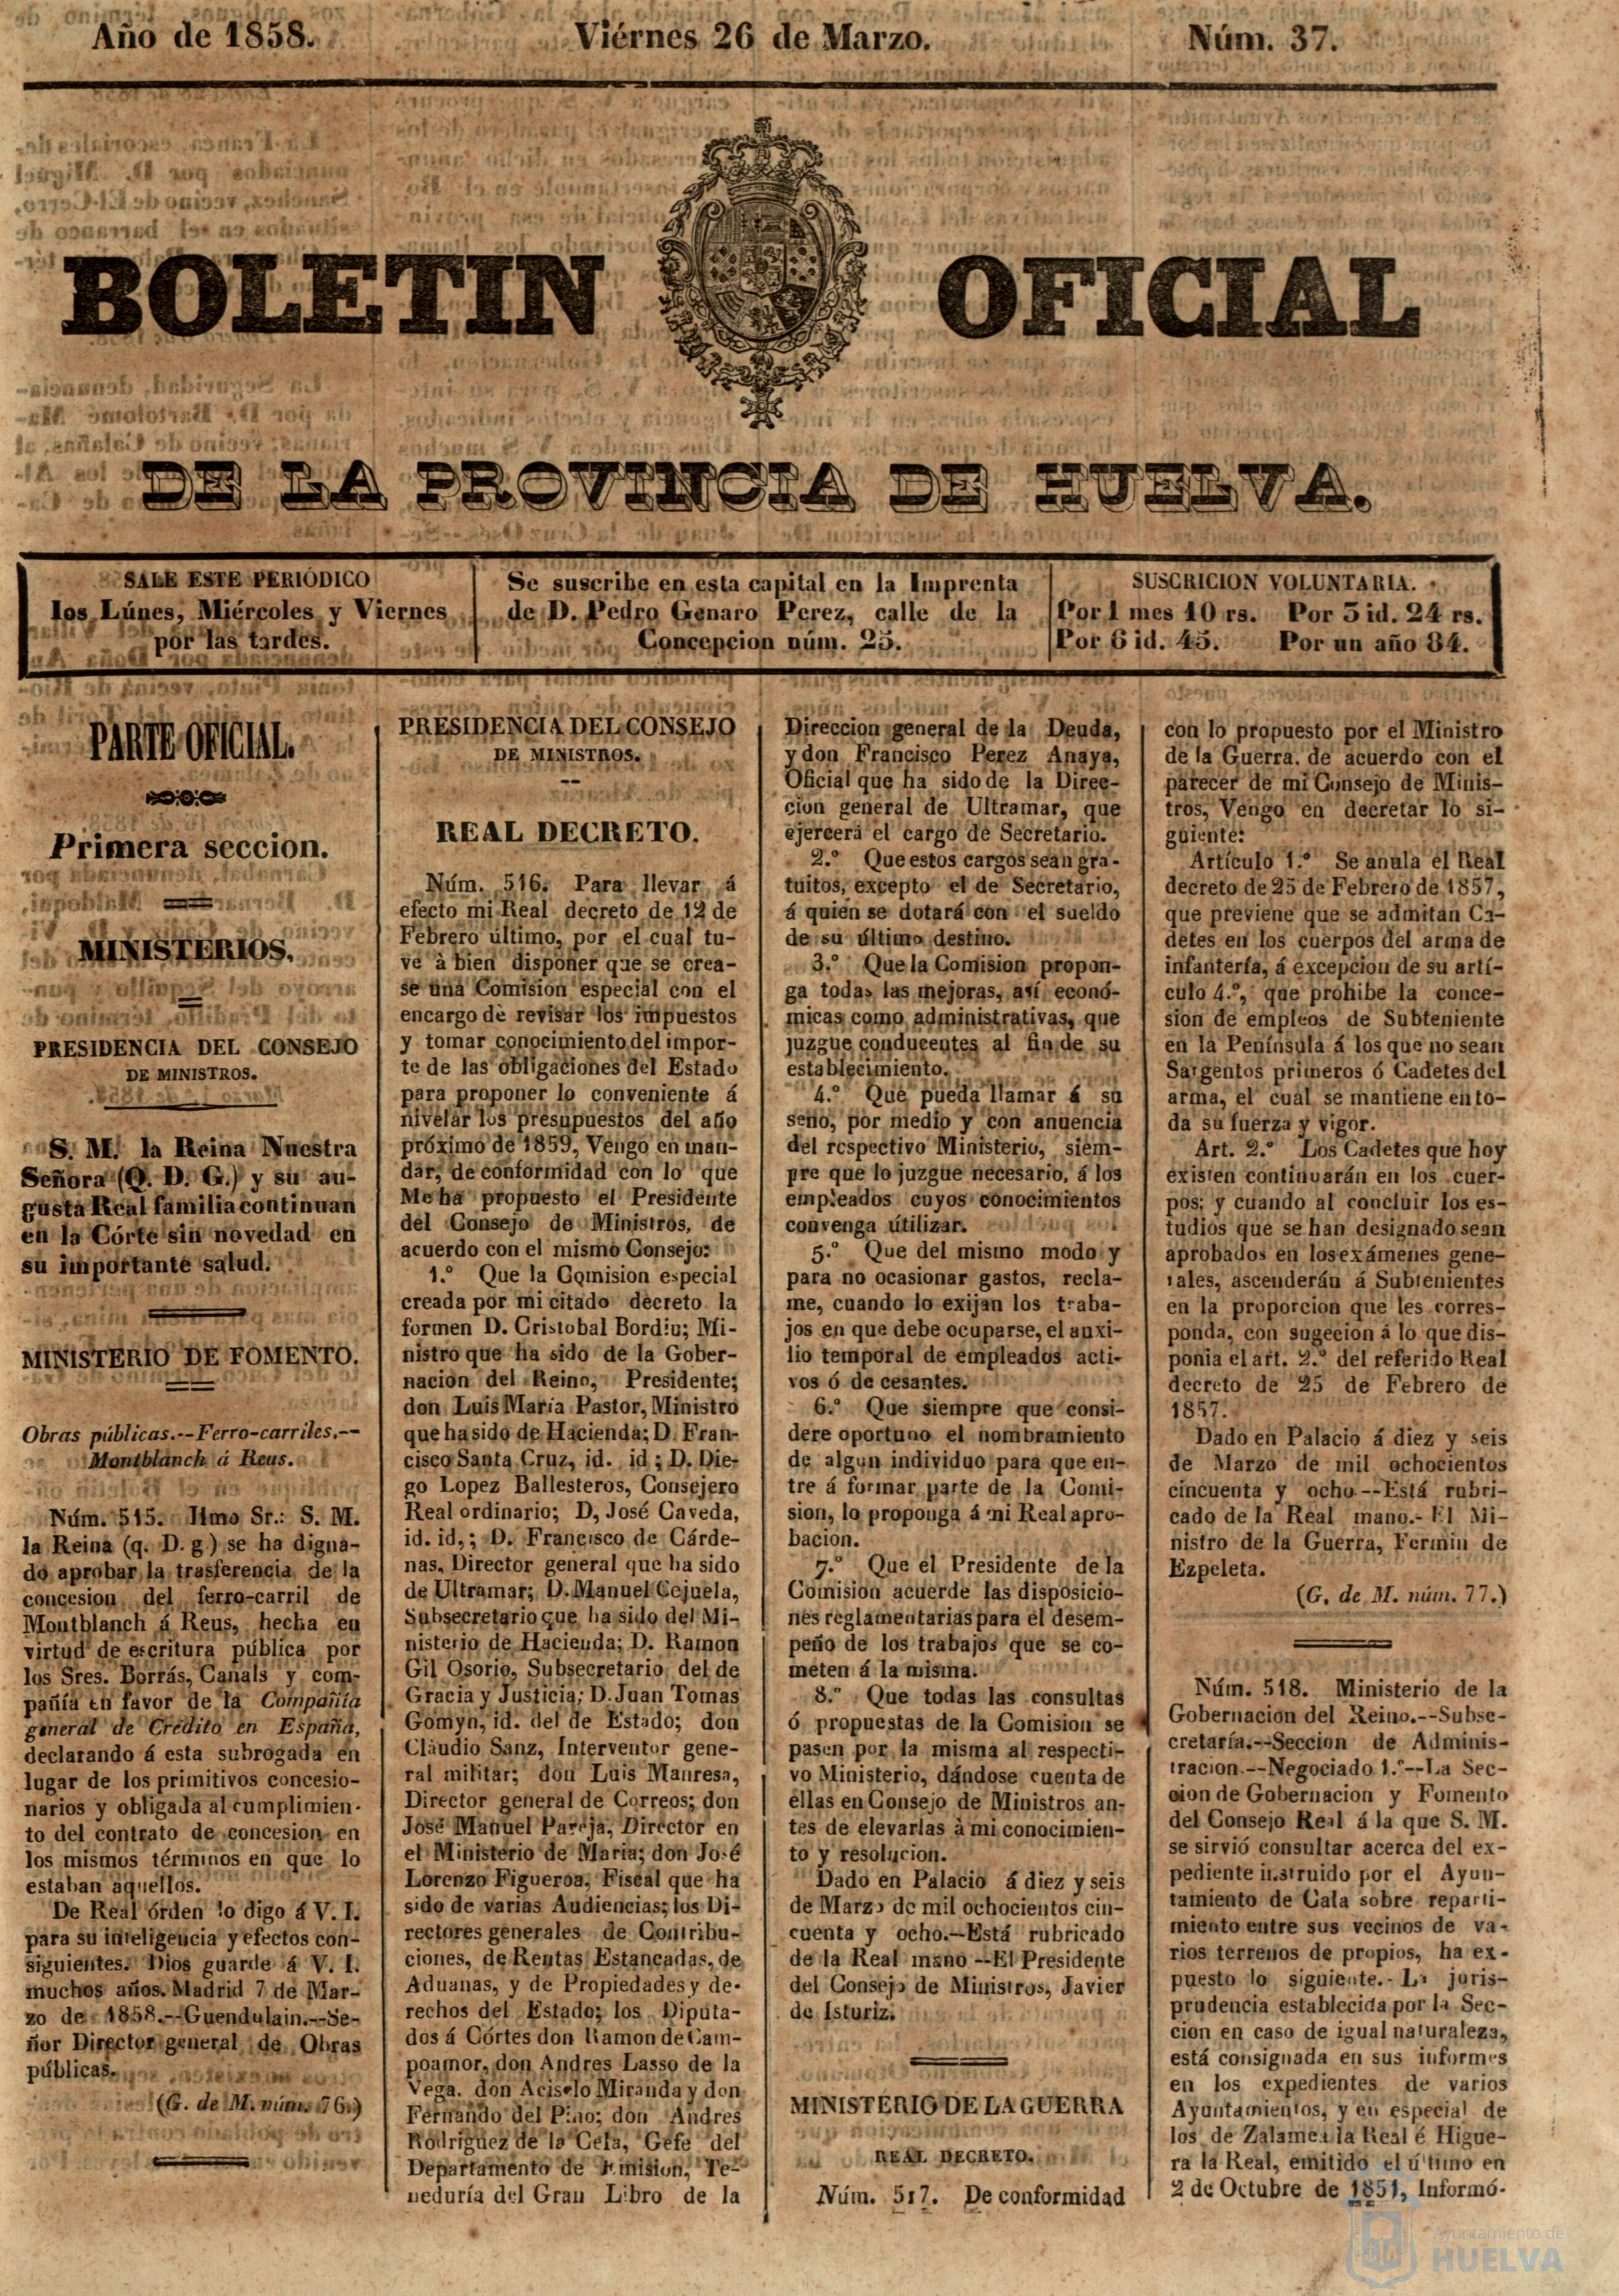 Año de 1858.
Viérnes 26 de Marzo.
Núm. 37.
BOLETIN OFICIAL
DE LA PROVINCIA DE HUELVA.
SALE ESTE PERIÓDICO
los Lúnes, Miércoles y Viernes
por las tardes.
Se suscribe en esta capital en la Imprenta
de D. Pedro Genaro Perez, calle de la
Concepcion núm. 25.
SUSCRICION VOLUNTARIA.
Por 1 mes 10 rs. Por 3 id. 24 rs.
Por 6 id. 45. Por un año 84.
PARTE OFICIAL.
Primera seccion.
MINISTERIOS.
PRESIDENCIA DEL CONSEJO
DE MINISTROS.
S. M. la Reina Nuestra
Señora (Q. D. G.) y su au-
gusta Real familia continuan
en la Córte sin novedad en
su importante salud.
MINISTERIO DE FOMENTO.
Obras públicas.--Ferro-carriles.--
Montblanch á Reus.
Núm. 515. Ilmo Sr.: S. M.
la Reina (q. D. g.) se ha digna-
do aprobar la trasferencia de la
concesion del ferro-carril de
Montblanch á Reus, hecha en
virtud de escritura pública por
los Sres. Borrás, Canals y com-
pañía en favor de la Compañía
general de Crédito en España,
declarando á esta subrogada en
lugar de los primitivos concesio-
narios y obligada al cumplimien-
to del contrato de concesion en
los mismos términos en que lo
estaban aquellos.
De Real órden lo digo á V. I.
para su inteligencia y efectos con-
siguientes. Dios guarde á V. I.
muchos años. Madrid 7 de Mar-
zo de 1858.--Guendulain.--Se-
ñor Director general de Obras
públicas.
(G. de M. núm. 76.)
PRESIDENCIA DEL CONSEJO
DE MINISTROS.
REAL DECRETO.
Núm. 516. Para llevar á
efecto mi Real decreto de 12 de
Febrero último, por el cual tu-
ve à bien disponer que se crea-
se una Comisión especial con el
encargo de revisar los impuestos
y tomar conocimiento del impor-
te de las obligaciones del Estado
para proponer lo conveniente á
nivelar los presupuestos del año
próximo de 1859, Vengo en man-
dar, de conformidad con lo que
Me ha propuesto el Presidente
del Consejo de Ministros, de
acuerdo con el mismo Consejo:
1.º Que la Comision especial
creada por mi citado decreto la
formen D. Cristobal Bordiu; Mi-
nistro que ha sido de la Gober-
nacion del Reino, Presidente;
don Luis María Pastor, Ministro
que ha sido de Hacienda; D. Fran-
cisco Santa Cruz, id. id; D. Die-
go Lopez Ballesteros, Consejero
Real ordinario; D, José Caveda,
id. id,; D. Francisco de Cárde-
nas, Director general que ha sido
de Ultramar; D. Manuel Cejuela,
Subsecretario que ha sido del Mi-
nisterio de Hacienda; D. Ramon
Gil Osorio, Subsecretario del de
Gracia y Justicia; D. Juan Tomas
Gomyn, id. del de Estado; don
Claudio Sanz, Interventor gene-
ral militar; don Luis Manresa,
Director general de Correos; don
José Manuel Pareja, Director en
el Ministerio de Maria; don José
Lorenzo Figueroa, Fiscal que ha
sido de varias Audiencias; los Di-
rectores generales de Contribu-
ciones, de Rentas Estancadas, de
Aduanas, y de Propiedades y de-
rechos del Estado; los Diputa-
dos á Córtes don Ramon de Cam-
poamor, don Andres Lasso de la
Vega, don Acisclo Miranda y don
Fernando del Pino; don Andres
Rodriguez de la Cela, Gefe del
Departamento de Emision, Te-
neduría del Gran Libro de la
Direccion general de la Deuda,
y don Francisco Perez Anaya,
Oficial que ha sido de la Direc-
cion general de Ultramar, que
ejercerá el cargo de Secretario.
2.º Que estos cargos sean gra-
tuitos, excepto el de Secretario,
á quien se dotará con el sueldo
de su último destino.
3.º Que la Comision propon-
ga todas las mejoras, así econó-
micas como administrativas, que
juzgue conducentes al fin de su
establecimiento.
4.º Que pueda llamar á su
seno, por medio y con anuencia
del respectivo Ministerio, siem-
pre que lo juzgue necesario, á los
empleados cuyos conocimientos
convenga útilizar.
5.º Que del mismo modo y
para no ocasionar gastos, recla-
me, cuando lo exijan los traba-
jos en que debe ocuparse, el auxi-
lio temporal de empleados acti-
vos ó de cesantes.
6.º Que siempre que consi-
dere oportuno el nombramiento
de algun individuo para que en-
tre á formar parte de la Comi-
sion, lo proponga á mi Real apro-
bacion.
7.º Que el Presidente de la
Comision acuerde las disposicio-
nes reglamentarias para el desem-
peño de los trabajos que se co-
meten á la misma.
8.º Que todas las consultas
ó propuestas de la Comision se
pasen por la misma al respecti-
vo Ministerio, dándose cuenta de
ellas en Consejo de Ministros an-
tes de elevarlas à mi conocimien-
to y resolucion.
Dado en Palacio á diez y seis
de Marzo de mil ochocientos cin-
cuenta y ocho.--Está rubricado
de la Real mano--El Presidente
del Consejo de Ministros, Javier
de Isturiz.
MINISTERIO DE LA GUERRA
REAL DECRETO.
Núm. 517. De conformidad
con lo propuesto por el Ministro
de la Guerra, de acuerdo con el
parecer de mi Consejo de Minis-
tros, Vengo en decretar lo si-
guiente:
Artículo 1.º Se anula el Real
decreto de 25 de Febrero de 1857,
que previene que se admitan Ca-
detes en los cuerpos del arma de
infantería, á excepcion de su artí-
culo 4.º, que prohibe la conce-
sion de empleos de Subteniente
en la Península á los que no sean
Sargentos primeros ó Cadetes del
arma, el cual se mantiene en to-
da su fuerza y vigor.
Art. 2.º Los Cadetes que hoy
existen continuarán en los cuer-
pos; y cuando al concluir los es-
tudios que se han designado sean
aprobados en los exámenes gene-
rales, ascenderán á Subtenientes
en la proporcion que les corres-
ponda, con sugecion á lo que dis-
ponia el art. 2.º del referido Real
decreto de 25 de Febrero de
1857.
Dado en Palacio á diez y seis
de Marzo de mil ochocientos
cincuenta y ocho--Está rubri-
cado de la Real mano.- El Mi-
nistro de la Guerra, Fermin de
Ezpeleta.
(G. de M. núm. 77.)
Núm. 518. Ministerio de la
Gobernacion del Reino.--Subse-
cretaría.--Seccion de Adminis-
tracion.--Negociado 1.º--La Sec-
cion de Gobernacion y Fomento
del Consejo Real á la que S. M.
se sirvió consultar acerca del ex-
pediente instruido por el Ayun-
tamiento de Cala sobre reparti-
miento entre sus vecinos de va-
rios terrenos de propios, ha ex-
puesto lo siguiente.- La juris-
prudencia establecida por la Sec-
cion en caso de igual naturaleza,
está consignada en sus informes
en los expedientes de varios
Ayuntamientos, y en especial de
los de Zalamea la Real é Higue-
ra la Real, emitido el último en
2 de Octubre de 1851, Informó-
Ayuntamiento de
HUELVA